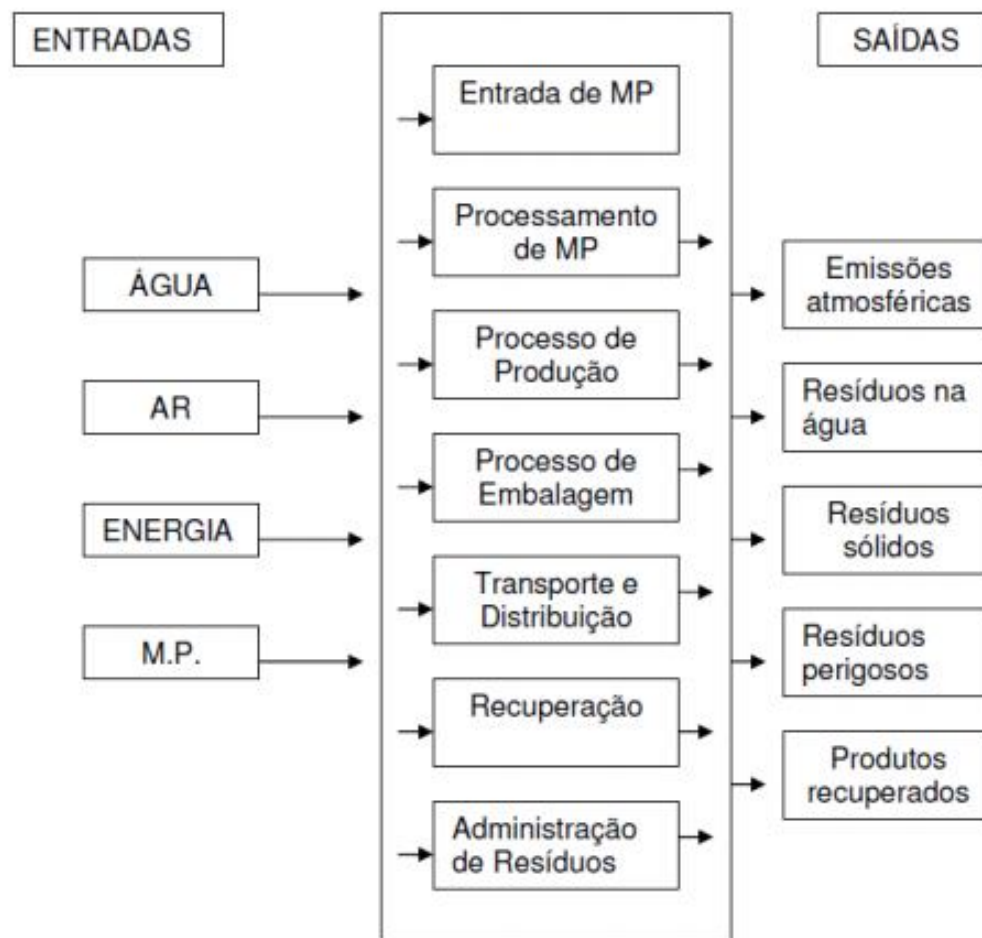 ENTRADAS
SAÍDAS
ÁGUA
AR
ENERGIA
M.P.
Entrada de MP
Processamento
de MP
Processo de
Produção
Processo de
Embalagem
Transporte e
Distribuição
Recuperação
Administração
de Resíduos
Emissões
atmosféricas
Resíduos na
água
Resíduos
sólidos
Resíduos
perigosos
Produtos
recuperados